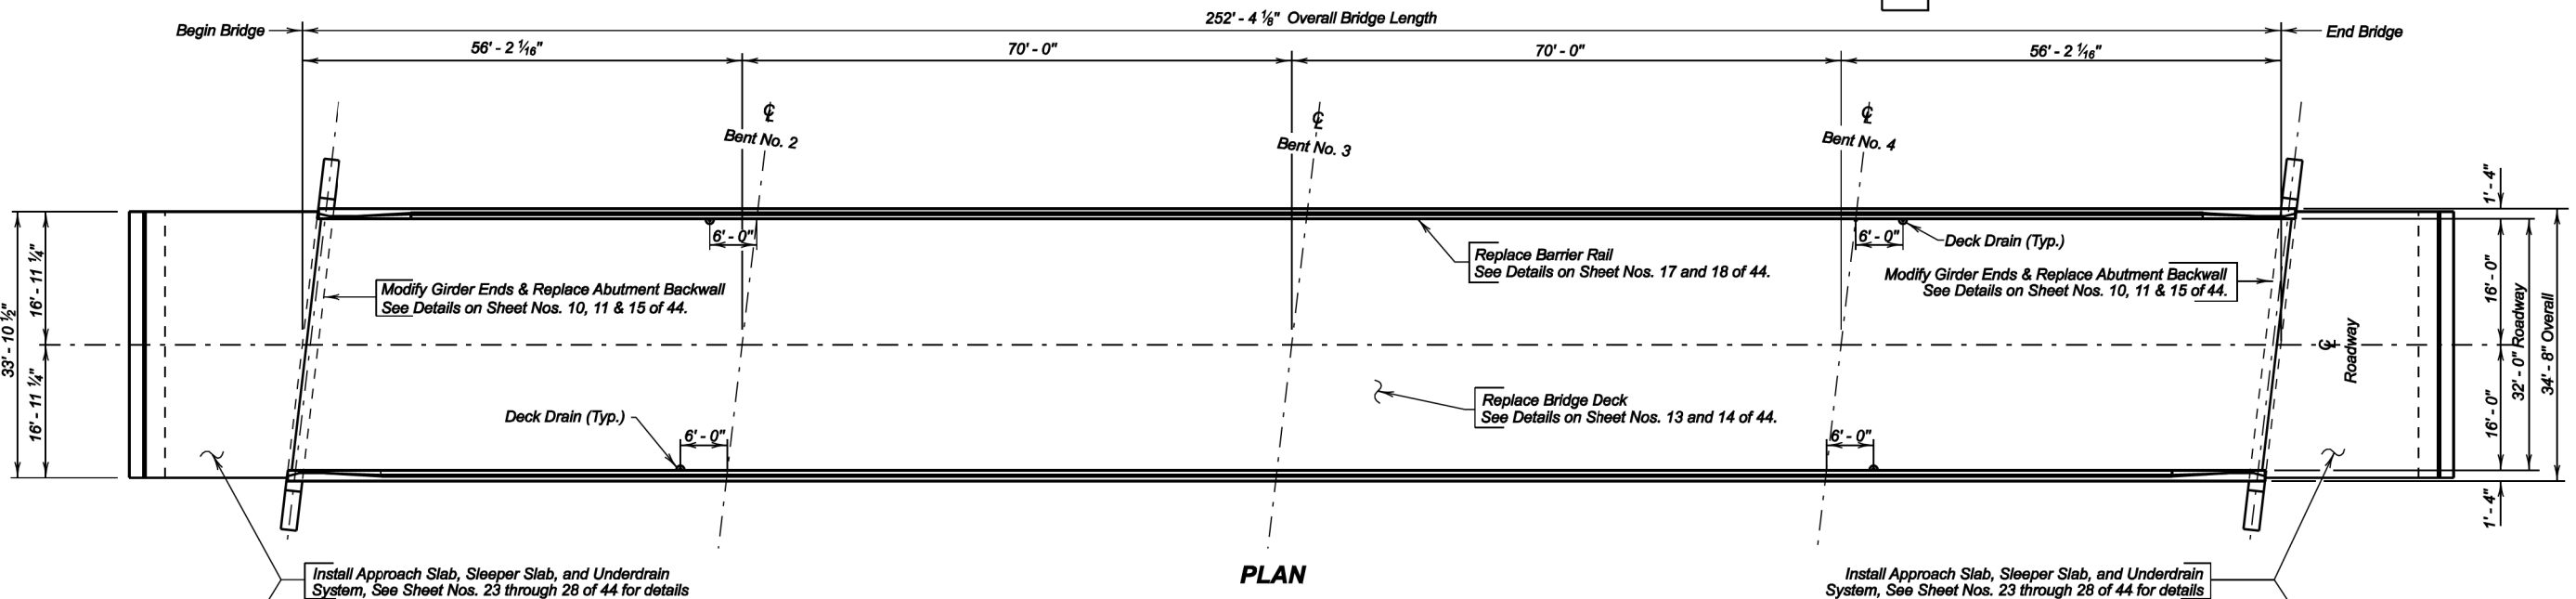 252' - 4 1/8" Overall Bridge Length
Begin Bridge
End Bridge
56' - 2 1/16"
70' - 0"
70' - 0"
56' - 2 1/16"
℄
Bent No. 2
℄
Bent No. 3
℄
Bent No. 4
1' - 4"
6' - 0"
6' - 0"
Deck Drain (Typ.)
Replace Barrier Rail
See Details on Sheet Nos. 17 and 18 of 44.
Modify Girder Ends & Replace Abutment Backwall
See Details on Sheet Nos. 10, 11 & 15 of 44.
Modify Girder Ends & Replace Abutment Backwall
See Details on Sheet Nos. 10, 11 & 15 of 44.
33' - 10 1/2"
16' - 11 1/4"
16' - 11 1/4"
℄
Roadway
16' - 0"
16' - 0"
32' - 0" Roadway
34' - 8" Overall
Replace Bridge Deck
See Details on Sheet Nos. 13 and 14 of 44.
Deck Drain (Typ.)
6' - 0"
6' - 0"
1' - 4"
PLAN
Install Approach Slab, Sleeper Slab, and Underdrain
System, See Sheet Nos. 23 through 28 of 44 for details
Install Approach Slab, Sleeper Slab, and Underdrain
System, See Sheet Nos. 23 through 28 of 44 for details